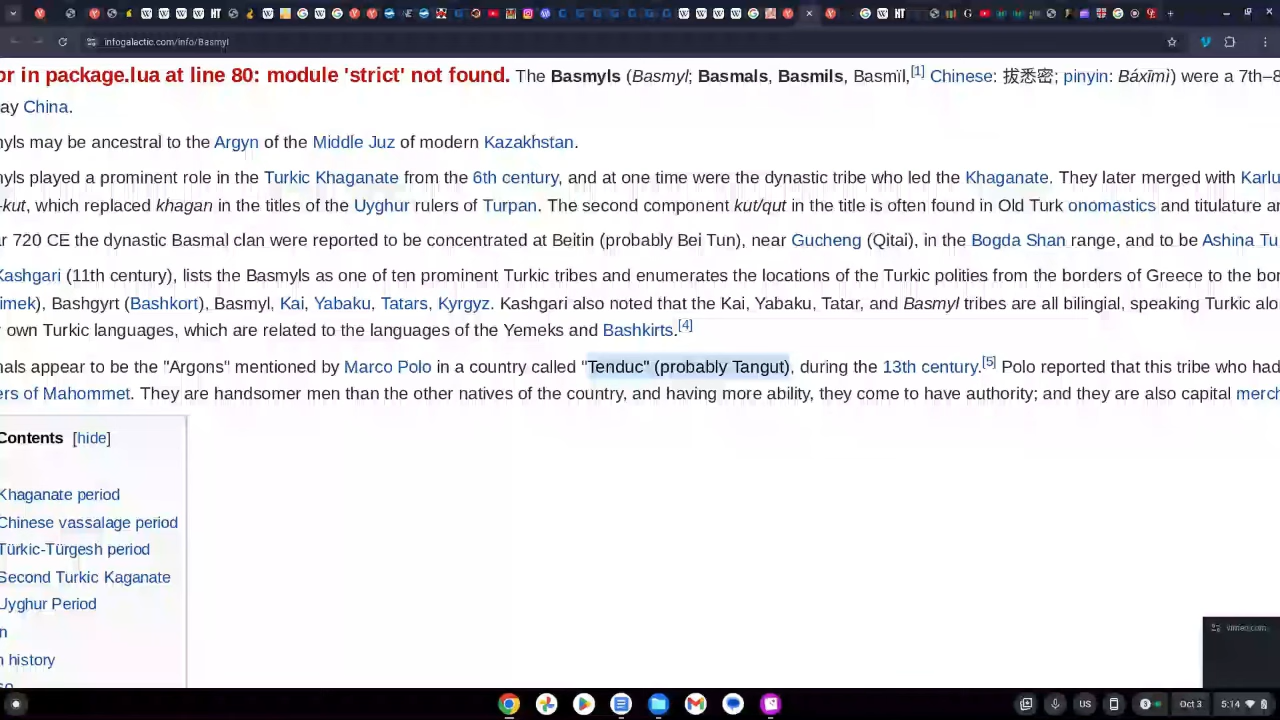 infogalactic.com/info/Basmyl
or in package.lua at line 80: module 'strict' not found. The Basmyls (Basmyl; Basmals, Basmils, Basmïl,[1] Chinese: 拔悉密; pinyin: Báxīmì) were a 7th–8
ay China.
yls may be ancestral to the Argyn of the Middle Juz of modern Kazakhstan.
yls played a prominent role in the Turkic Khaganate from the 6th century, and at one time were the dynastic tribe who led the Khaganate. They later merged with Karlu
-kut, which replaced khagan in the titles of the Uyghur rulers of Turpan. The second component kut/qut in the title is often found in Old Turk onomastics and titulature a
r 720 CE the dynastic Basmal clan were reported to be concentrated at Beitin (probably Bei Tun), near Gucheng (Qitai), in the Bogda Shan range, and to be Ashina Tu
Kashgari (11th century), lists the Basmyls as one of ten prominent Turkic tribes and enumerates the locations of the Turkic polities from the borders of Greece to the bo
imek), Bashgyrt (Bashkort), Basmyl, Kai, Yabaku, Tatars, Kyrgyz. Kashgari also noted that the Kai, Yabaku, Tatar, and Basmyl tribes are all bilingial, speaking Turkic alo
r own Turkic languages, which are related to the languages of the Yemeks and Bashkirts.[4]
als appear to be the "Argons" mentioned by Marco Polo in a country called "Tenduc" (probably Tangut), during the 13th century.[5] Polo reported that this tribe who had
ers of Mahommet. They are handsomer men than the other natives of the country, and having more ability, they come to have authority; and they are also capital merch
Contents [hide]
Khaganate period
Chinese vassalage period
Türkic-Türgesh period
Second Turkic Kaganate
Uyghur Period
n
n history
so
vimeo.com
US
Oct 3
5:14